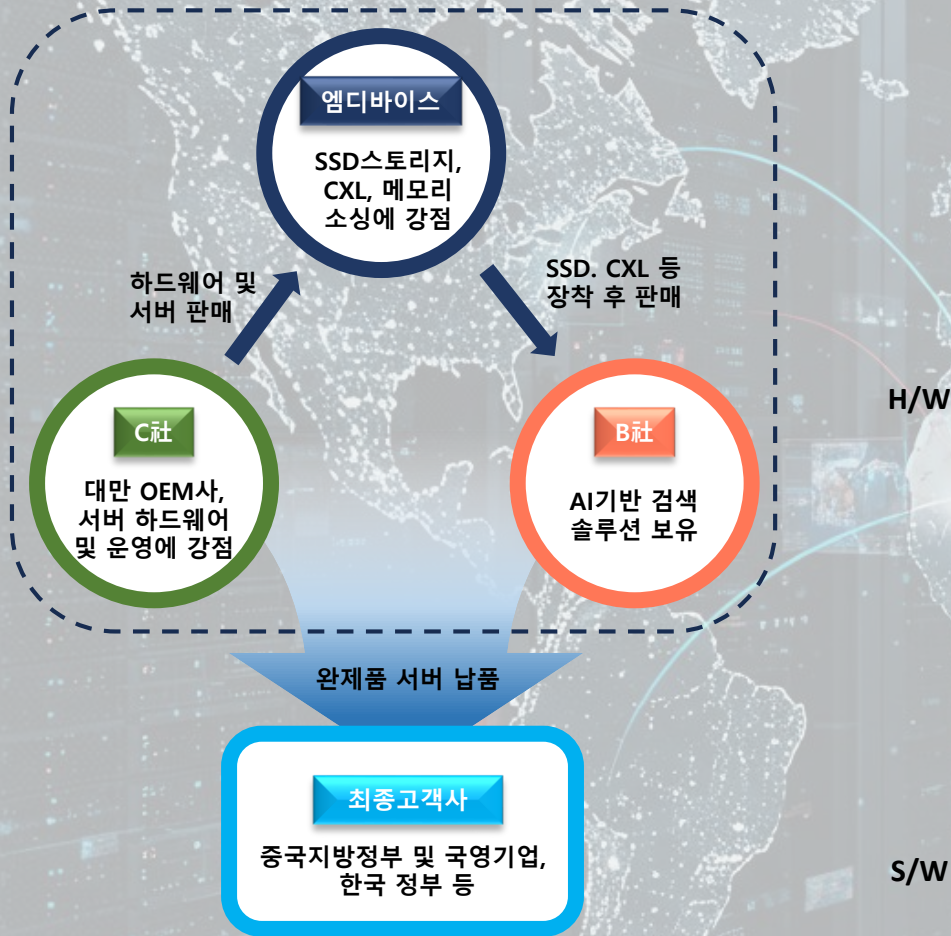 엠디바이스
SSD스토리지,
CXL, 메모리
소싱에 강점
하드웨어 및
서버 판매
SSD. CXL 등
장착 후 판매
C社
대만 OEM사,
서버 하드웨어
및 운영에 강점
B社
AI기반 검색
솔루션 보유
H/W
완제품 서버 납품
최종고객사
중국지방정부 및 국영기업,
한국 정부 등
S/W